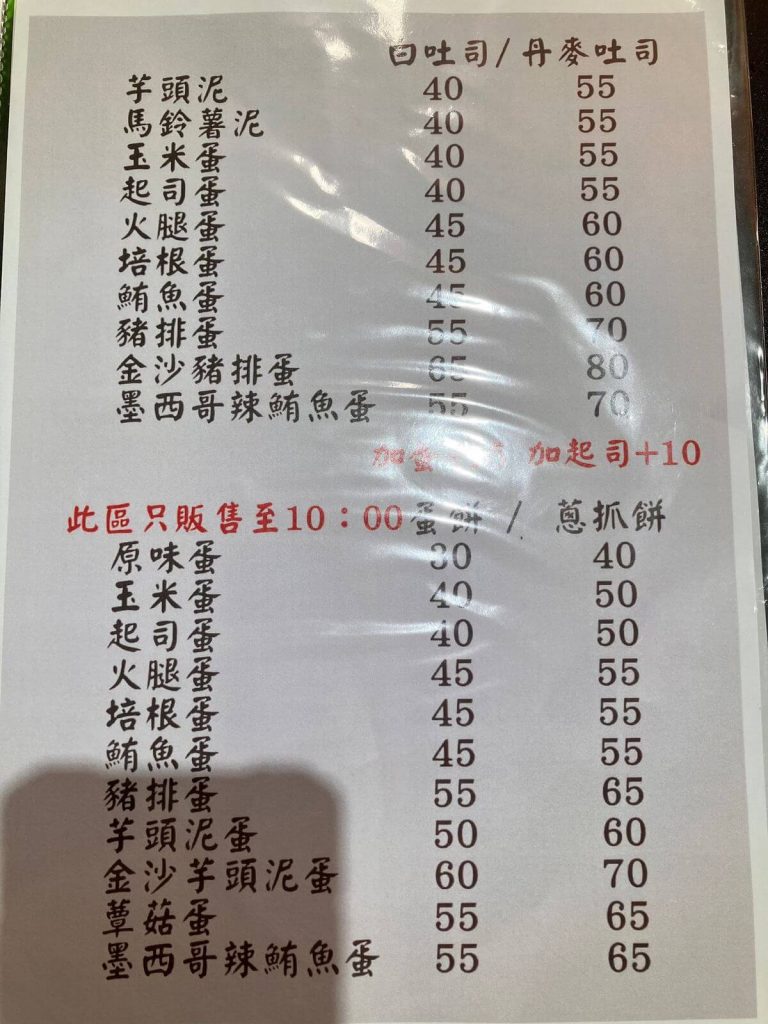 白吐司/丹麥吐司
芋頭泥 40 55
馬鈴薯泥 40 55
玉米蛋 40 55
起司蛋 40 55
火腿蛋 45 60
培根蛋 45 60
鮪魚蛋 45 60
豬排蛋 55 70
金沙豬排蛋 65 80
墨西哥辣鮪魚蛋 55 70
加蛋 加起司+10
此區只販售至10：00 蛋餅 / 蔥抓餅
原味蛋 30 40
玉米蛋 40 50
起司蛋 40 50
火腿蛋 45 55
培根蛋 45 55
鮪魚蛋 45 55
豬排蛋 55 65
芋頭泥蛋 50 60
金沙芋頭泥蛋 60 70
蕈菇蛋 55 65
墨西哥辣鮪魚蛋 55 65